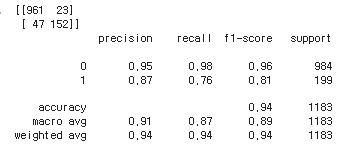 [[961  23]
 [ 47 152]]
              precision    recall  f1-score   support

           0       0.95      0.98      0.96       984
           1       0.87      0.76      0.81       199

    accuracy                           0.94      1183
   macro avg       0.91      0.87      0.89      1183
weighted avg       0.94      0.94      0.94      1183